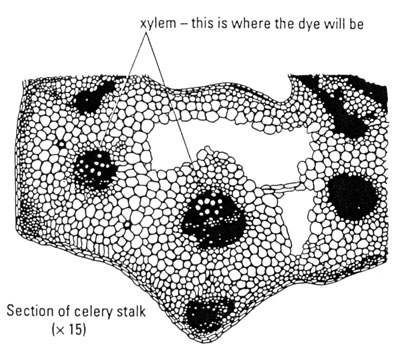 xylem – this is where the dye will be
Section of celery stalk
(× 15)